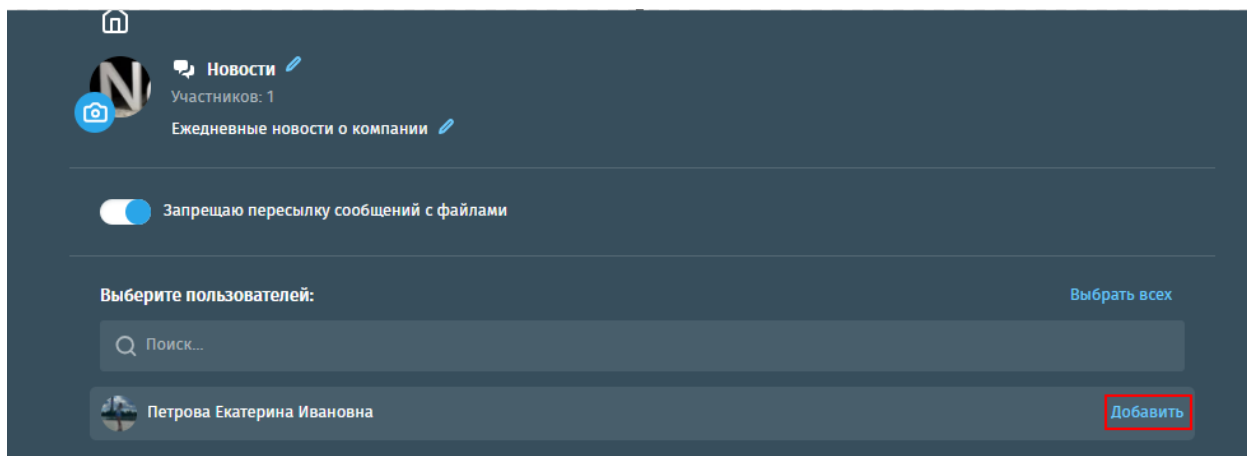 Новости
Участников: 1
Ежедневные новости о компании
Запрещаю пересылку сообщений с файлами
Выберите пользователей:
Выбрать всех
Поиск...
Петрова Екатерина Ивановна
Добавить